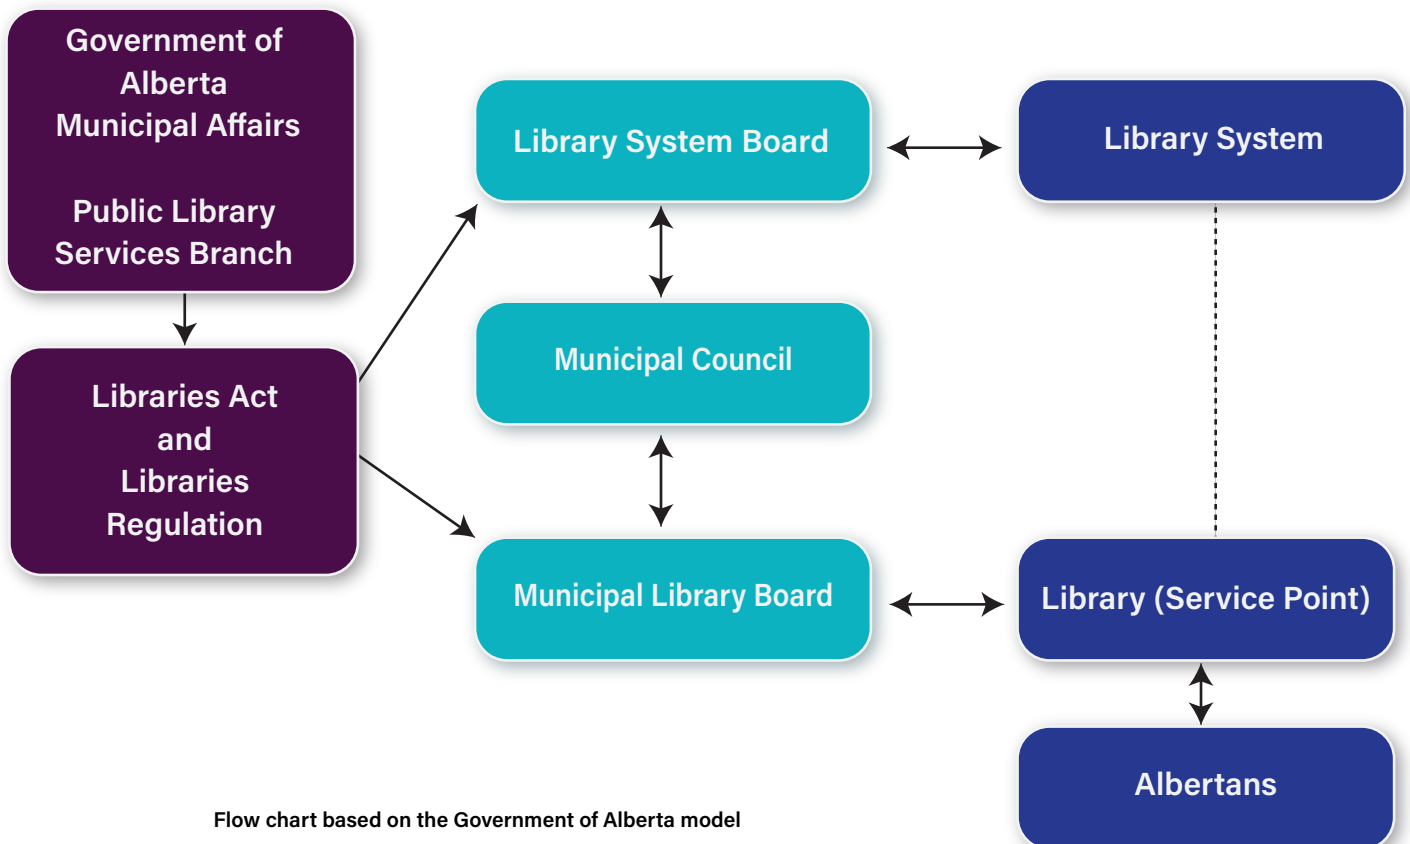 Government of
Alberta
Municipal Affairs
Public Library
Services Branch
Libraries Act
and
Libraries
Regulation
Library System Board
Municipal Council
Municipal Library Board
Library System
Library (Service Point)
Albertans
Flow chart based on the Government of Alberta model